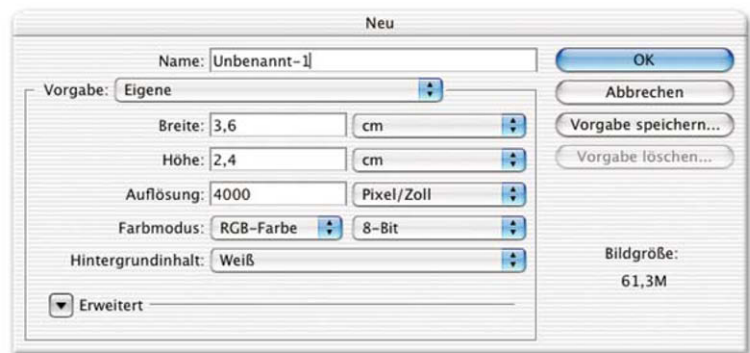 Neu
Name: Unbenannt-1
OK
Vorgabe: Eigene
Abbrechen
Breite: 3,6 cm
Vorgabe speichern...
Höhe: 2,4 cm
Vorgabe löschen...
Auflösung: 4000 Pixel/Zoll
Farbmodus: RGB-Farbe 8-Bit
Hintergrundinhalt: Weiß
Bildgröße:
61,3M
Erweitert